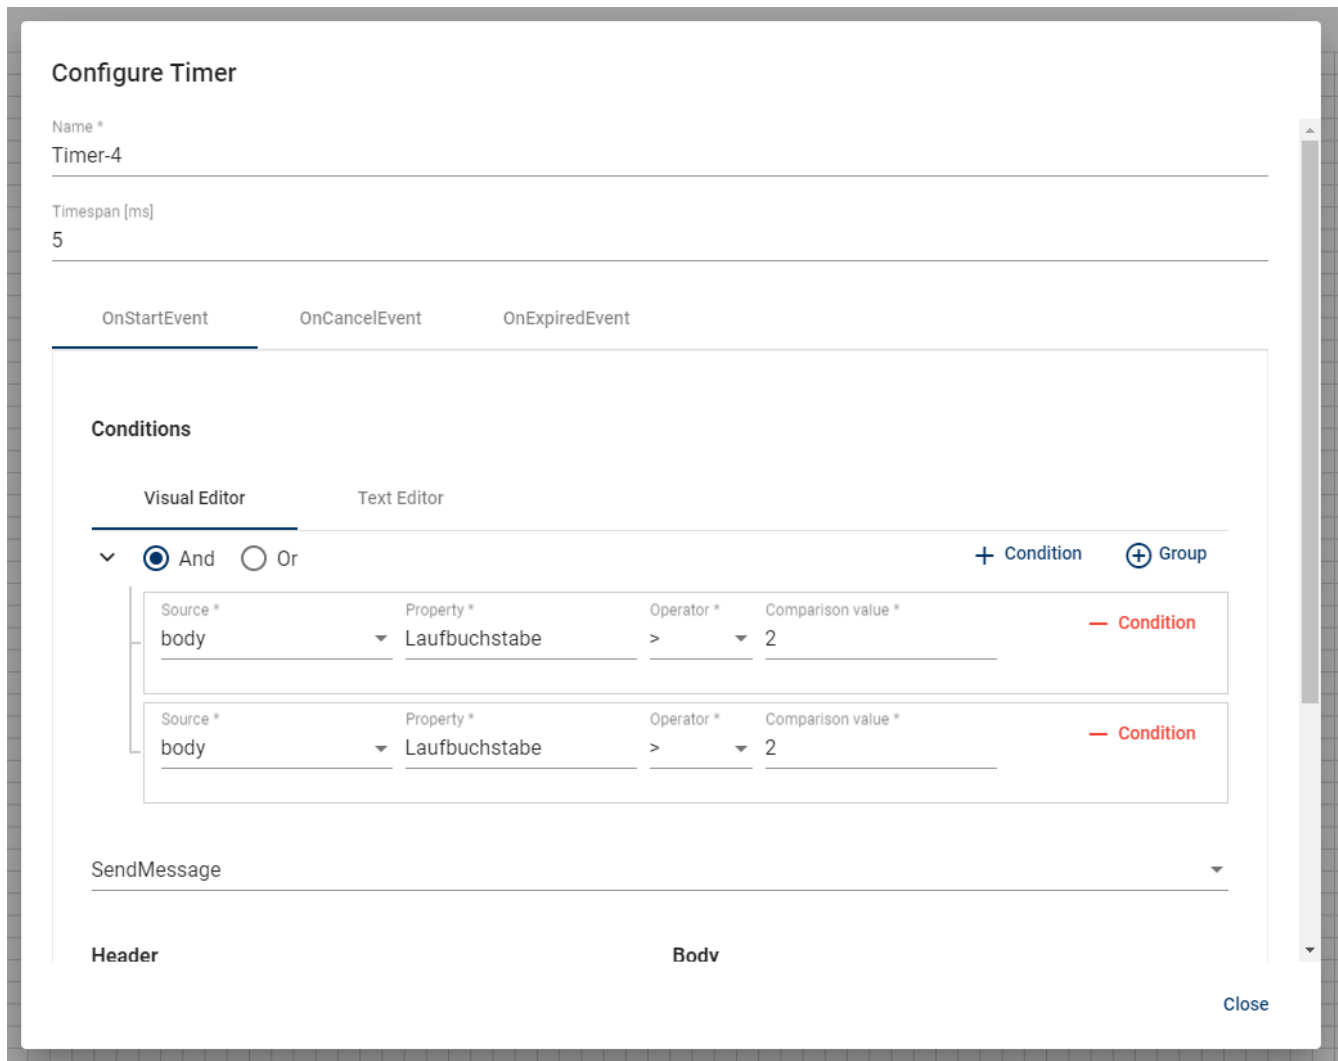 Configure Timer
Name *
Timer-4
Timespan [ms]
5
OnStartEvent OnCancelEvent OnExpiredEvent
Conditions
Visual Editor Text Editor
And Or + Condition Group
Source * Property * Operator * Comparison value *
body Laufbuchstabe > 2 — Condition
Source * Property * Operator * Comparison value *
body Laufbuchstabe > 2 — Condition
SendMessage
Header Body
Close